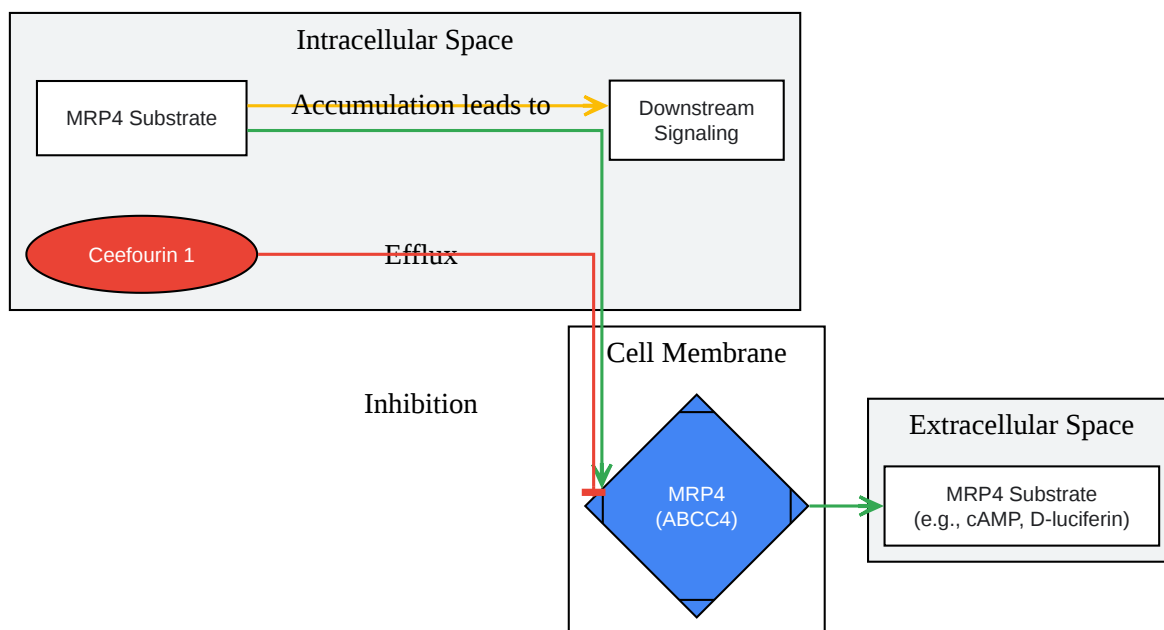 Intracellular Space
MRP4 Substrate
Accumulation leads to
Downstream
Signaling
Ceefourin 1
Efflux
Cell Membrane
Inhibition
MRP4
(ABCC4)
Extracellular Space
MRP4 Substrate
(e.g., cAMP, D-luciferin)